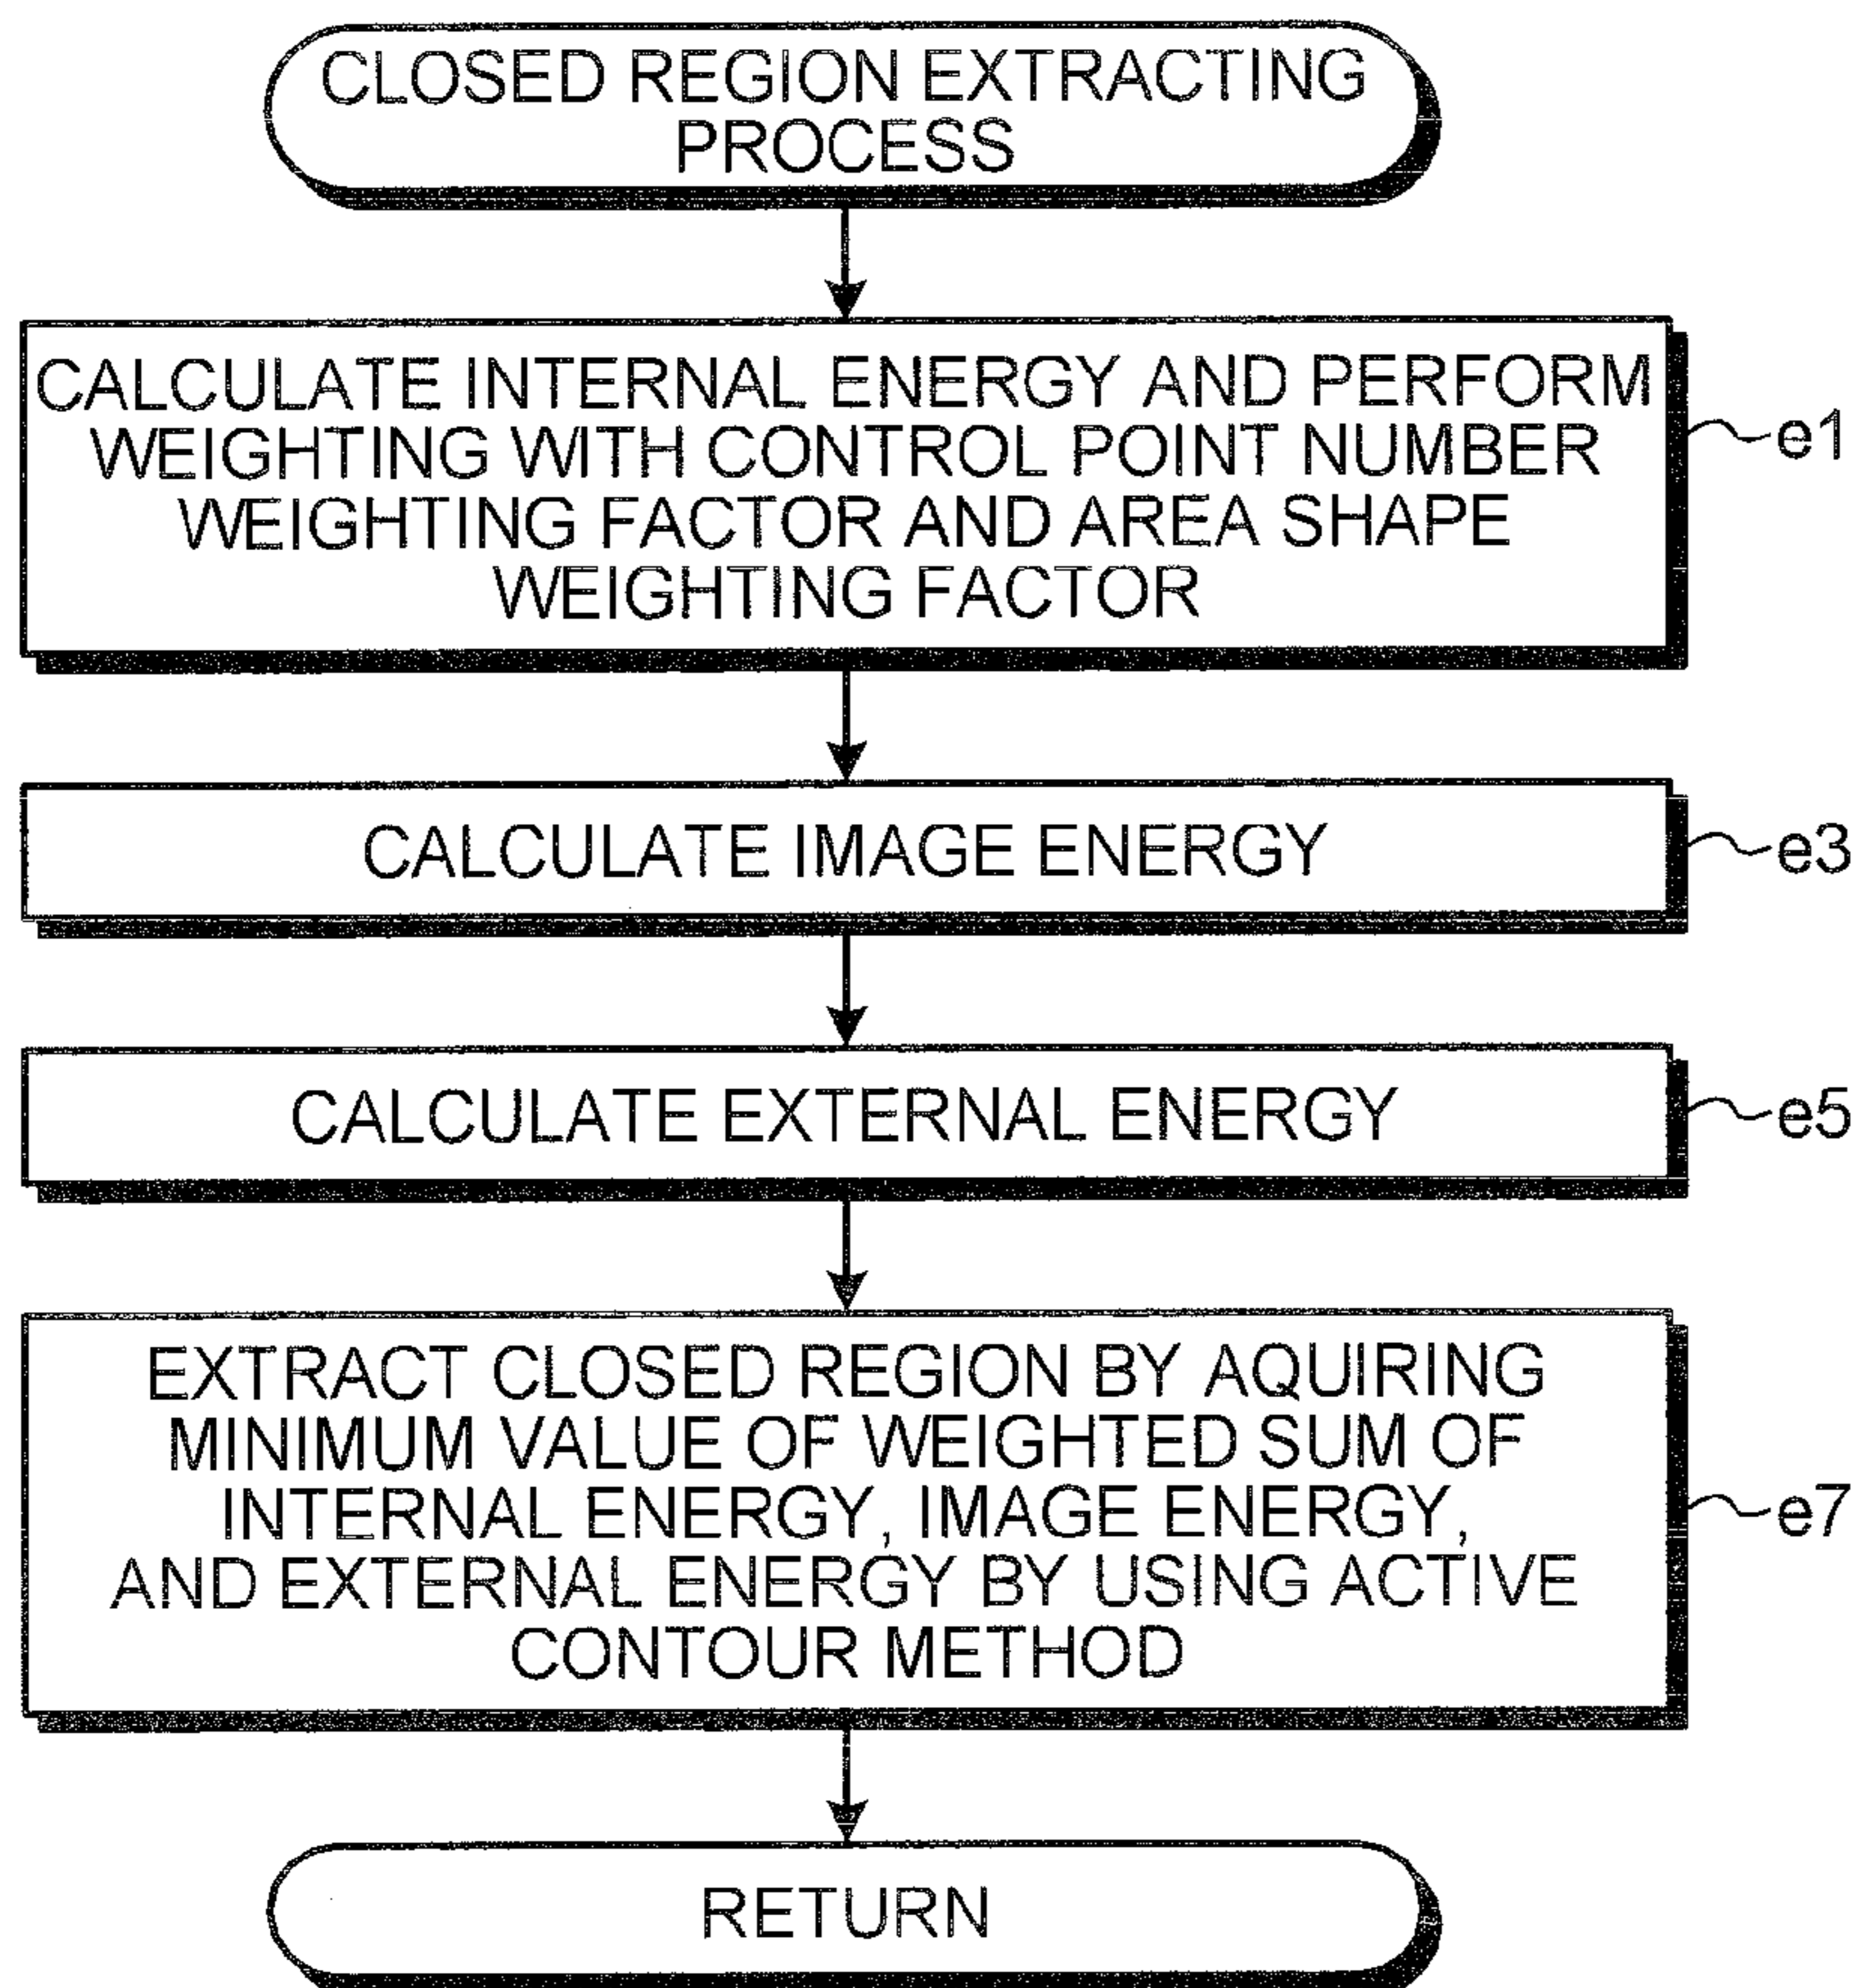 CLOSED REGION EXTRACTING
PROCESS
CALCULATE INTERNAL ENERGY AND PERFORM
WEIGHTING WITH CONTROL POINT NUMBER
WEIGHTING FACTOR AND AREA SHAPE
WEIGHTING FACTOR
e1
CALCULATE IMAGE ENERGY
e3
CALCULATE EXTERNAL ENERGY
e5
EXTRACT CLOSED REGION BY AQUIRING
MINIMUM VALUE OF WEIGHTED SUM OF
INTERNAL ENERGY, IMAGE ENERGY,
AND EXTERNAL ENERGY BY USING ACTIVE
CONTOUR METHOD
e7
RETURN